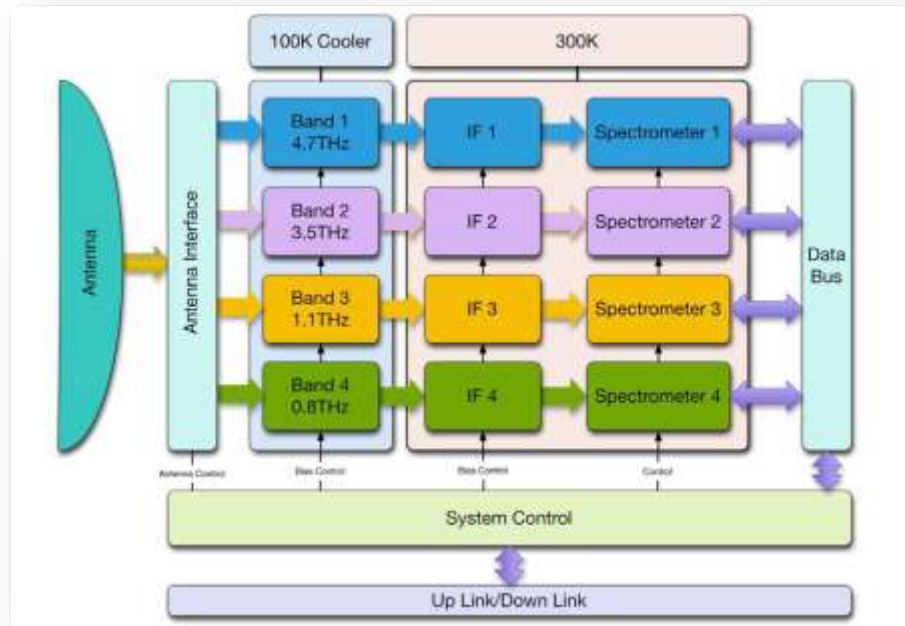 100K Cooler
300K
Antenna
Antenna Interface
Band 1
4.7THz
IF 1
Spectrometer 1
Band 2
3.5THz
IF 2
Spectrometer 2
Data
Bus
Band 3
1.1THz
IF 3
Spectrometer 3
Band 4
0.8THz
IF 4
Spectrometer 4
Antenna Control
Bias Control
Bias Control
Control
System Control
Up Link/Down Link